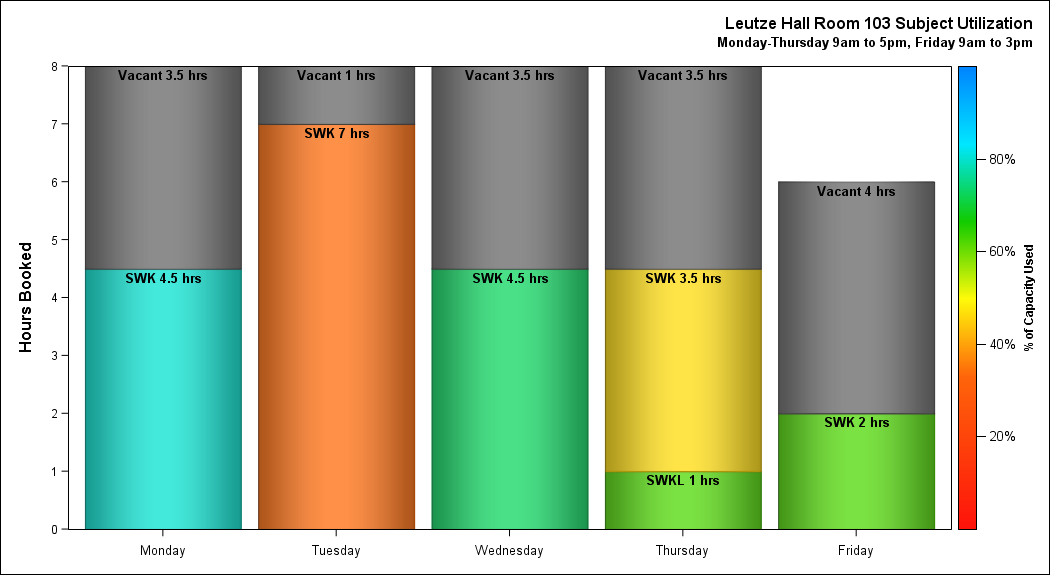 Leutze Hall Room 103 Subject Utilization
Monday-Thursday 9am to 5pm, Friday 9am to 3pm
Hours Booked
8
7
6
5
4
3
2
1
0
Vacant 3.5 hrs
SWK 4.5 hrs
Vacant 1 hrs
SWK 7 hrs
Vacant 3.5 hrs
SWK 4.5 hrs
Vacant 3.5 hrs
SWK 3.5 hrs
SWKL 1 hrs
Vacant 4 hrs
SWK 2 hrs
Monday
Tuesday
Wednesday
Thursday
Friday
80%
60%
40%
20%
% of Capacity Used